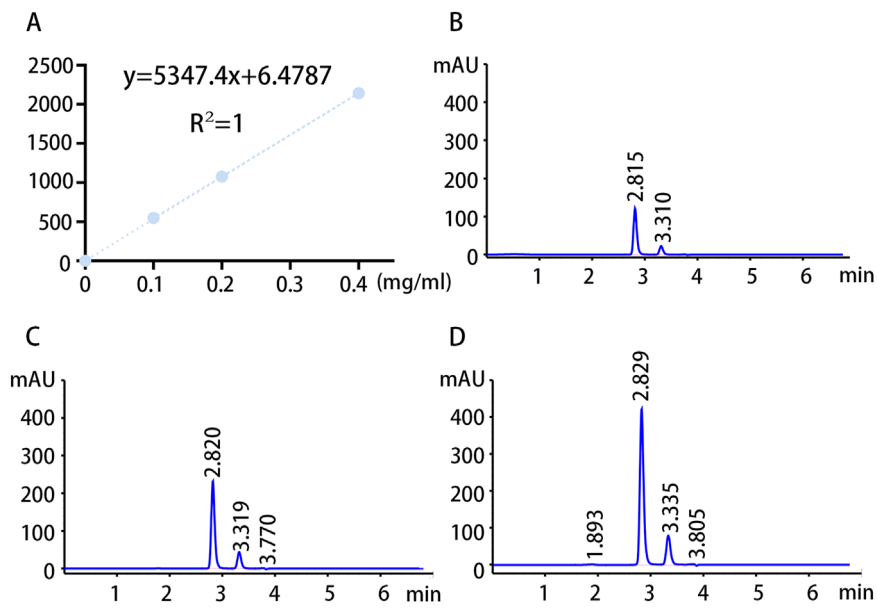 A
2500
2000
1500
1000
500
0
y=5347.4x+6.4787
R²=1
0 0.1 0.2 0.3 0.4 (mg/ml)
B
mAU
400
300
200
100
0
2.815
3.310
1 2 3 4 5 6 min
C
mAU
400
300
200
100
0
2.820
3.319
3.770
1 2 3 4 5 6 min
D
mAU
400
300
200
100
0
1.893
2.829
3.335
3.805
1 2 3 4 5 6 min